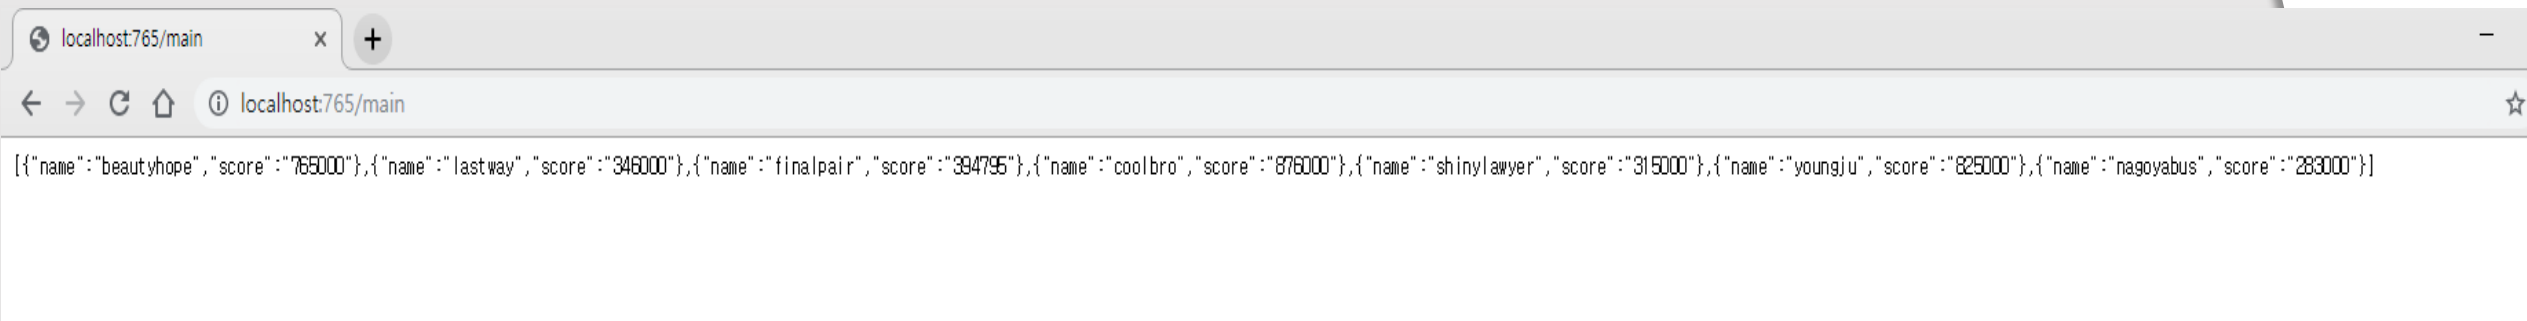 localhost:765/main
localhost:765/main
[{"name":"beautyhope","score":"765000"},{"name":"lastway","score":"346000"},{"name":"finalpair","score":"394795"},{"name":"coolbro","score":"876000"},{"name":"shinylawyer","score":"315000"},{"name":"youngju","score":"825000"},{"name":"nagoyabus","score":"283000"}]